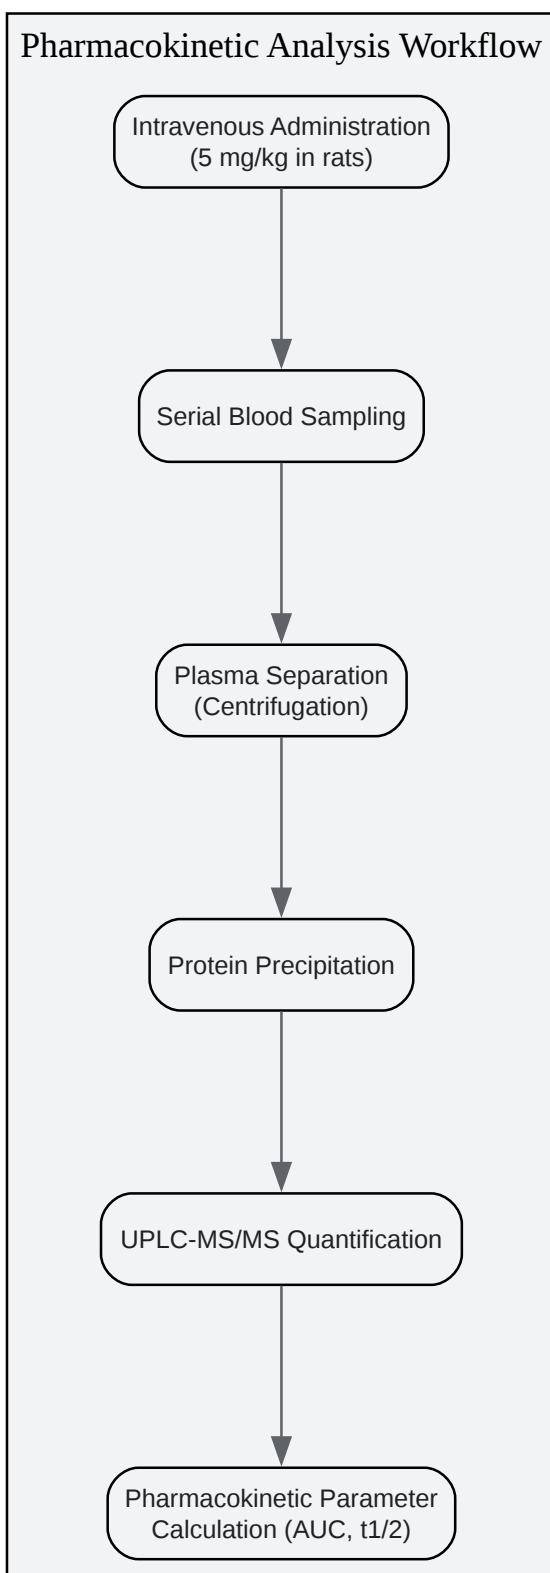 Pharmacokinetic Analysis Workflow
Intravenous Administration
(5 mg/kg in rats)
Serial Blood Sampling
Plasma Separation
(Centrifugation)
Protein Precipitation
UPLC-MS/MS Quantification
Pharmacokinetic Parameter
Calculation (AUC, t1/2)